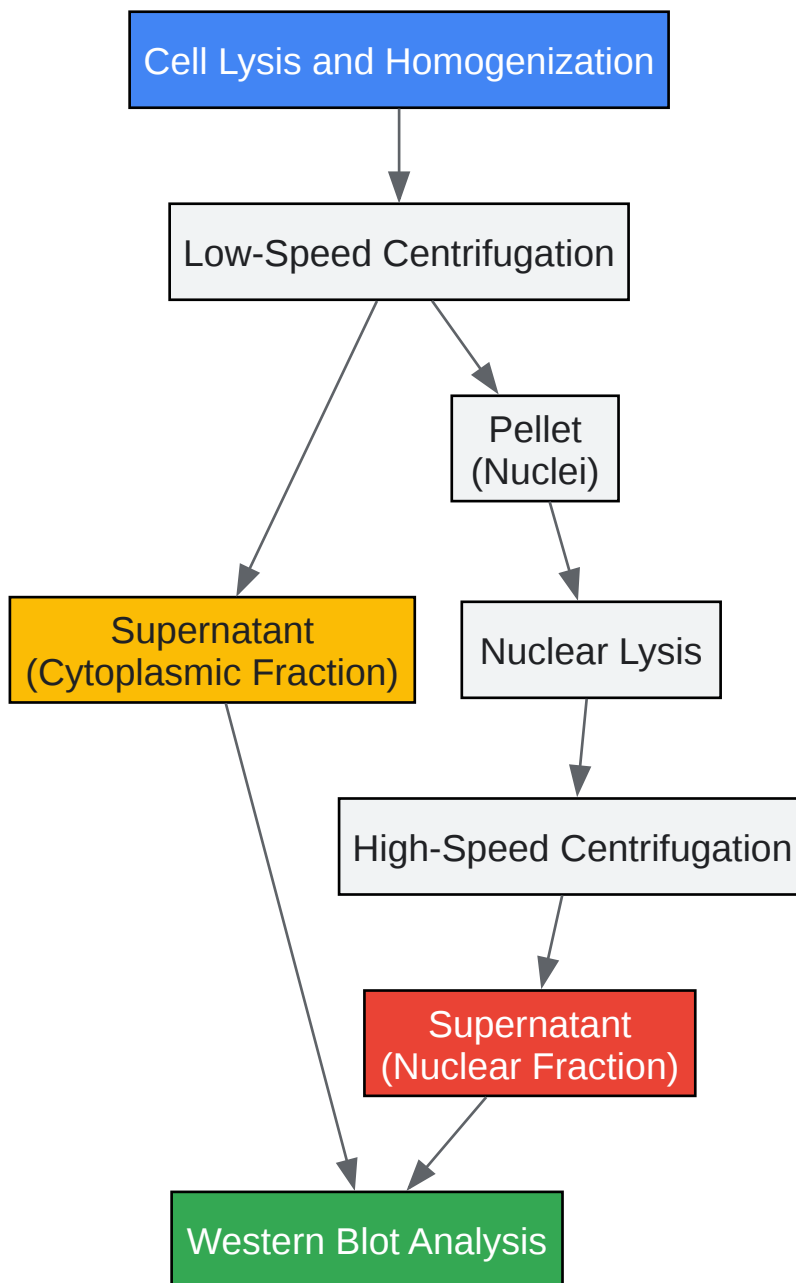 Cell Lysis and Homogenization
Low-Speed Centrifugation
Pellet
(Nuclei)
Supernatant
(Cytoplasmic Fraction)
Nuclear Lysis
High-Speed Centrifugation
Supernatant
(Nuclear Fraction)
Western Blot Analysis